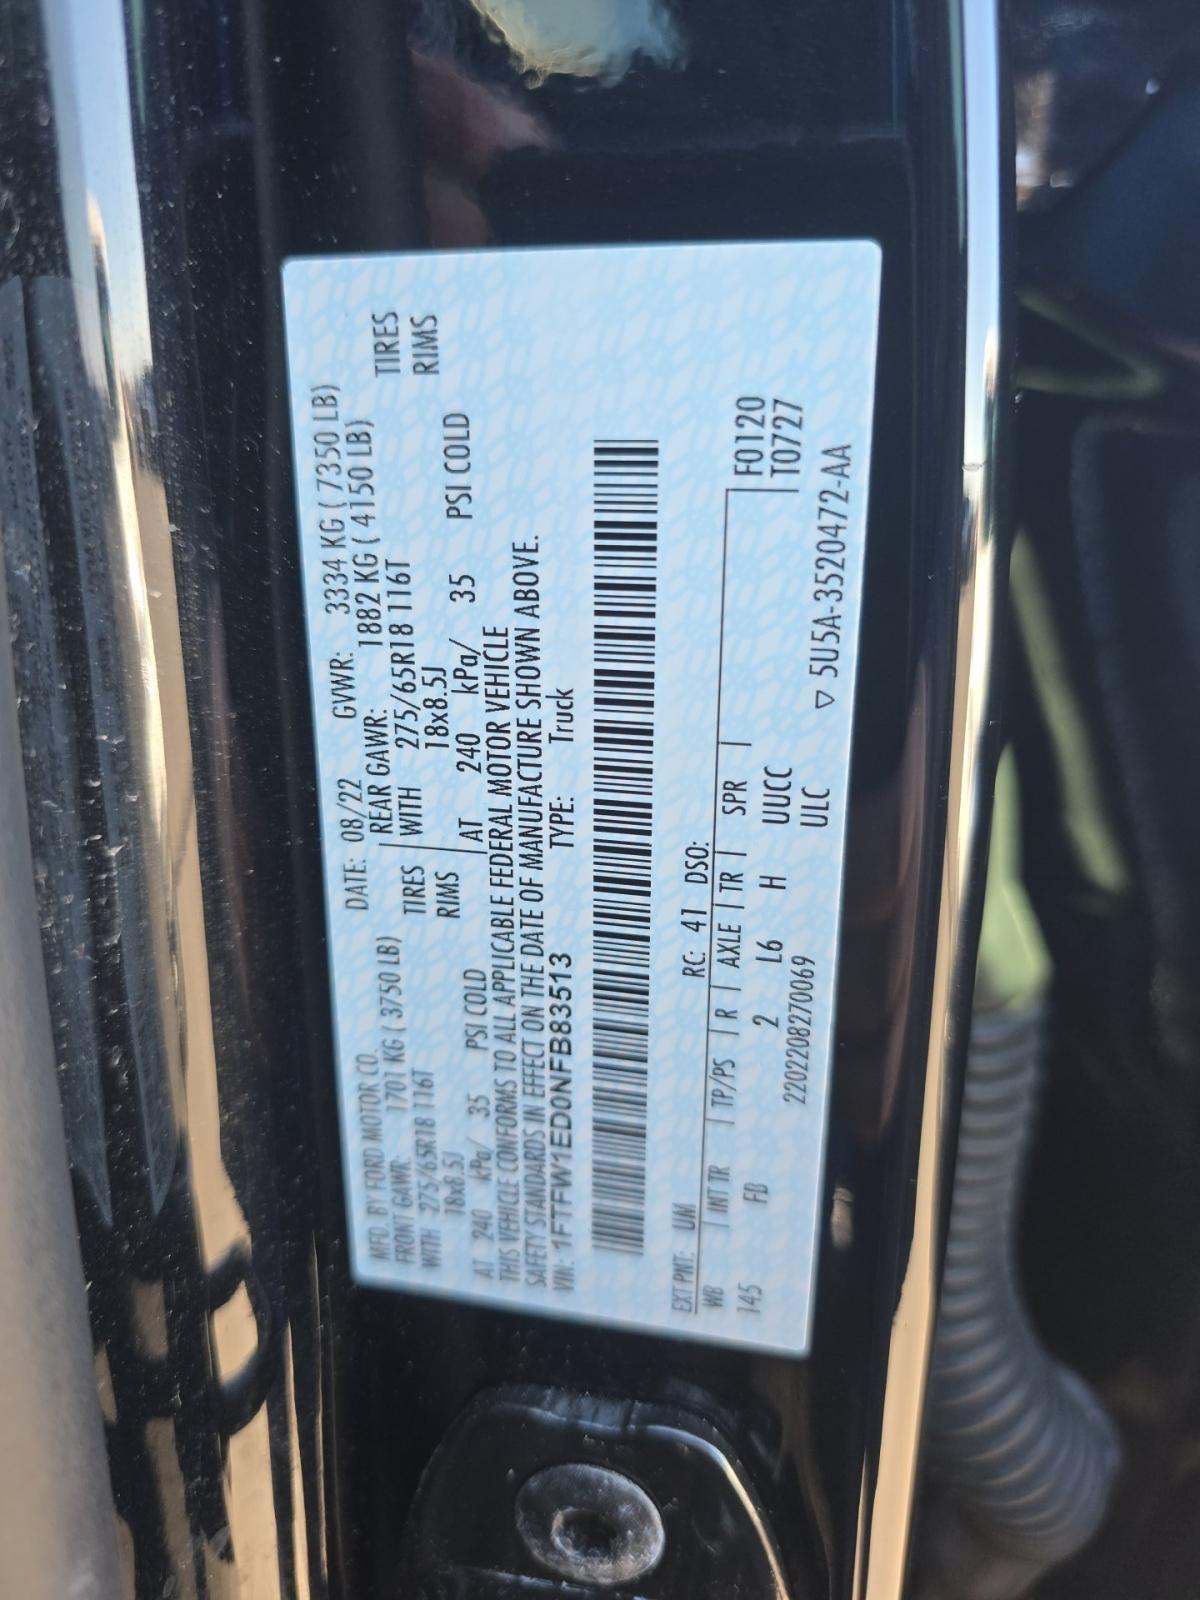 MFD. BY FORD MOTOR CO. DATE: 08/22 GVWR: 3334 KG ( 7350 LB)
FRONT GAWR: 1701 KG ( 3750 LB) REAR GAWR: 1882 KG ( 4150 LB)
WITH 275/65R18 116T TIRES WITH 275/65R18 116T TIRES
18x8.5J RIMS 18x8.5J RIMS
AT 240 kPa/ 35 PSI COLD AT 240 kPa/ 35 PSI COLD
THIS VEHICLE CONFORMS TO ALL APPLICABLE FEDERAL MOTOR VEHICLE
SAFETY STANDARDS IN EFFECT ON THE DATE OF MANUFACTURE SHOWN ABOVE.
VIN: 1FTFW1ED0NFB83513 TYPE: Truck
EXT PNT: UM RC: 41 DSO:
WB INT TR TP/PS R AXLE TR SPR F0120
145 FB 2 L6 H UUCC T0727
2202208270069 ULC
▽ 5U5A-3520472-AA